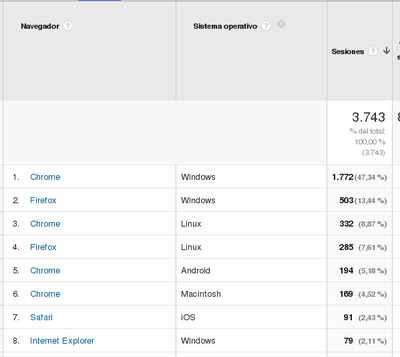 Navegador ?
Sistema operativo ?
Sesiones ?
3.743
% del total:
100,00 %
(3.743)
1. Chrome Windows 1.772 (47,34 %)
2. Firefox Windows 503 (13,44 %)
3. Chrome Linux 332 (8,87 %)
4. Firefox Linux 285 (7,61 %)
5. Chrome Android 194 (5,18 %)
6. Chrome Macintosh 169 (4,52 %)
7. Safari iOS 91 (2,43 %)
8. Internet Explorer Windows 79 (2,11 %)